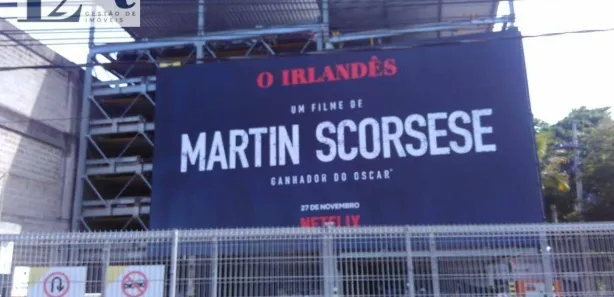 GESTÃO DE
IMÓVEIS
O IRLANDÊS
UM FILME DE
MARTIN SCORSESE
GANHADOR DO OSCAR®
27 DE NOVEMBRO
NETFLIX